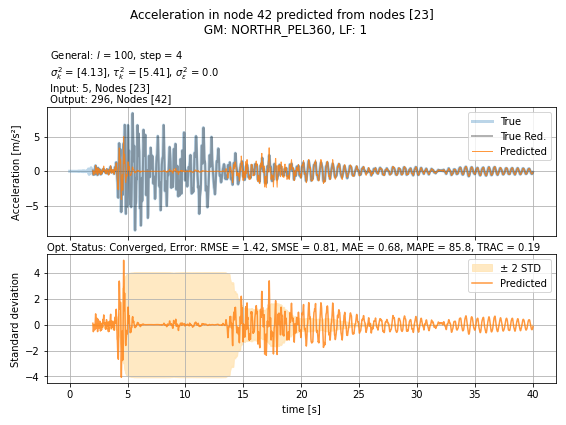 Acceleration in node 42 predicted from nodes [23]
GM: NORTHR_PEL360, LF: 1
General: l = 100, step = 4
σ²ₖ = [4.13], τ²ₖ = [5.41], σ²ε = 0.0
Input: 5, Nodes [23]
Output: 296, Nodes [42]
Acceleration [m/s²]
5
0
−5
True
True Red.
Predicted
Opt. Status: Converged, Error: RMSE = 1.42, SMSE = 0.81, MAE = 0.68, MAPE = 85.8, TRAC = 0.19
Standard deviation
4
2
0
−2
−4
± 2 STD
Predicted
0 5 10 15 20 25 30 35 40
time [s]